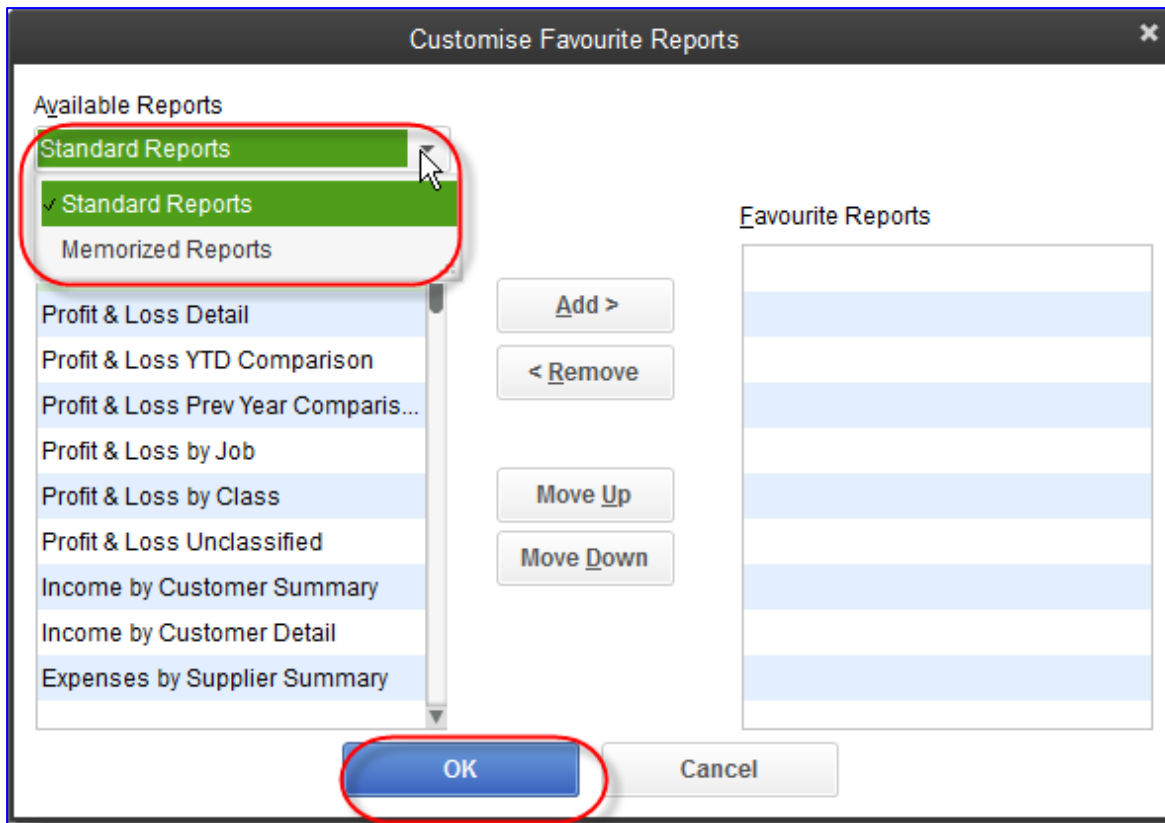 Customise Favourite Reports
Available Reports
Standard Reports
✓ Standard Reports
Memorized Reports
Profit & Loss Detail
Profit & Loss YTD Comparison
Profit & Loss Prev Year Comparis...
Profit & Loss by Job
Profit & Loss by Class
Profit & Loss Unclassified
Income by Customer Summary
Income by Customer Detail
Expenses by Supplier Summary
Add >
< Remove
Move Up
Move Down
Favourite Reports
OK
Cancel